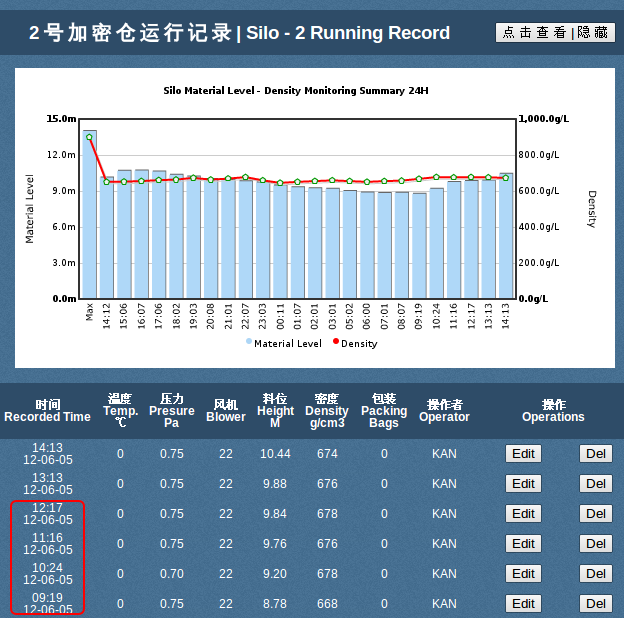 2号加密仓运行记录| Silo - 2 Running Record
点击查看|隐藏
Silo Material Level - Density Monitoring Summary 24H
15.0m
12.0m
9.0m
6.0m
3.0m
0.0m
Material Level
1,000.0g/L
800.0g/L
600.0g/L
400.0g/L
200.0g/L
0.0g/L
Density
Max 14:12 15:06 16:07 17:06 18:02 19:03 20:08 21:01 22:07 23:03 00:11 01:07 02:01 03:01 05:02 06:00 07:01 08:07 09:19 10:24 11:16 12:17 13:13 14:13
Material Level Density
时间 温度 压力 风机 料位 密度 包装 操作者 操作
Recorded Time Temp. Presure Blower Height Density Packing Operator Operations
℃ Pa M g/cm3 Bags
14:13
12-06-05 0 0.75 22 10.44 674 0 KAN Edit Del
13:13
12-06-05 0 0.75 22 9.88 676 0 KAN Edit Del
12:17
12-06-05 0 0.75 22 9.84 678 0 KAN Edit Del
11:16
12-06-05 0 0.75 22 9.76 676 0 KAN Edit Del
10:24
12-06-05 0 0.70 22 9.20 678 0 KAN Edit Del
09:19
12-06-05 0 0.75 22 8.78 668 0 KAN Edit Del